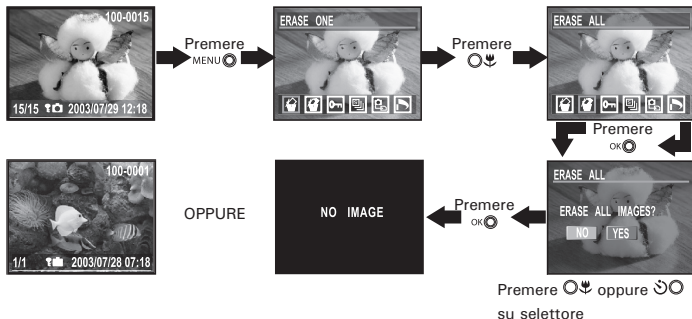 100-0015
15/15 2003/07/29 12:18
Premere
MENU
ERASE ONE
Premere
ERASE ALL
Premere
OK
ERASE ALL
ERASE ALL IMAGES?
NO YES
Premere oppure
su selettore
Premere
OK
NO IMAGE
OPPURE
100-0001
1/1 2003/07/28 07:18